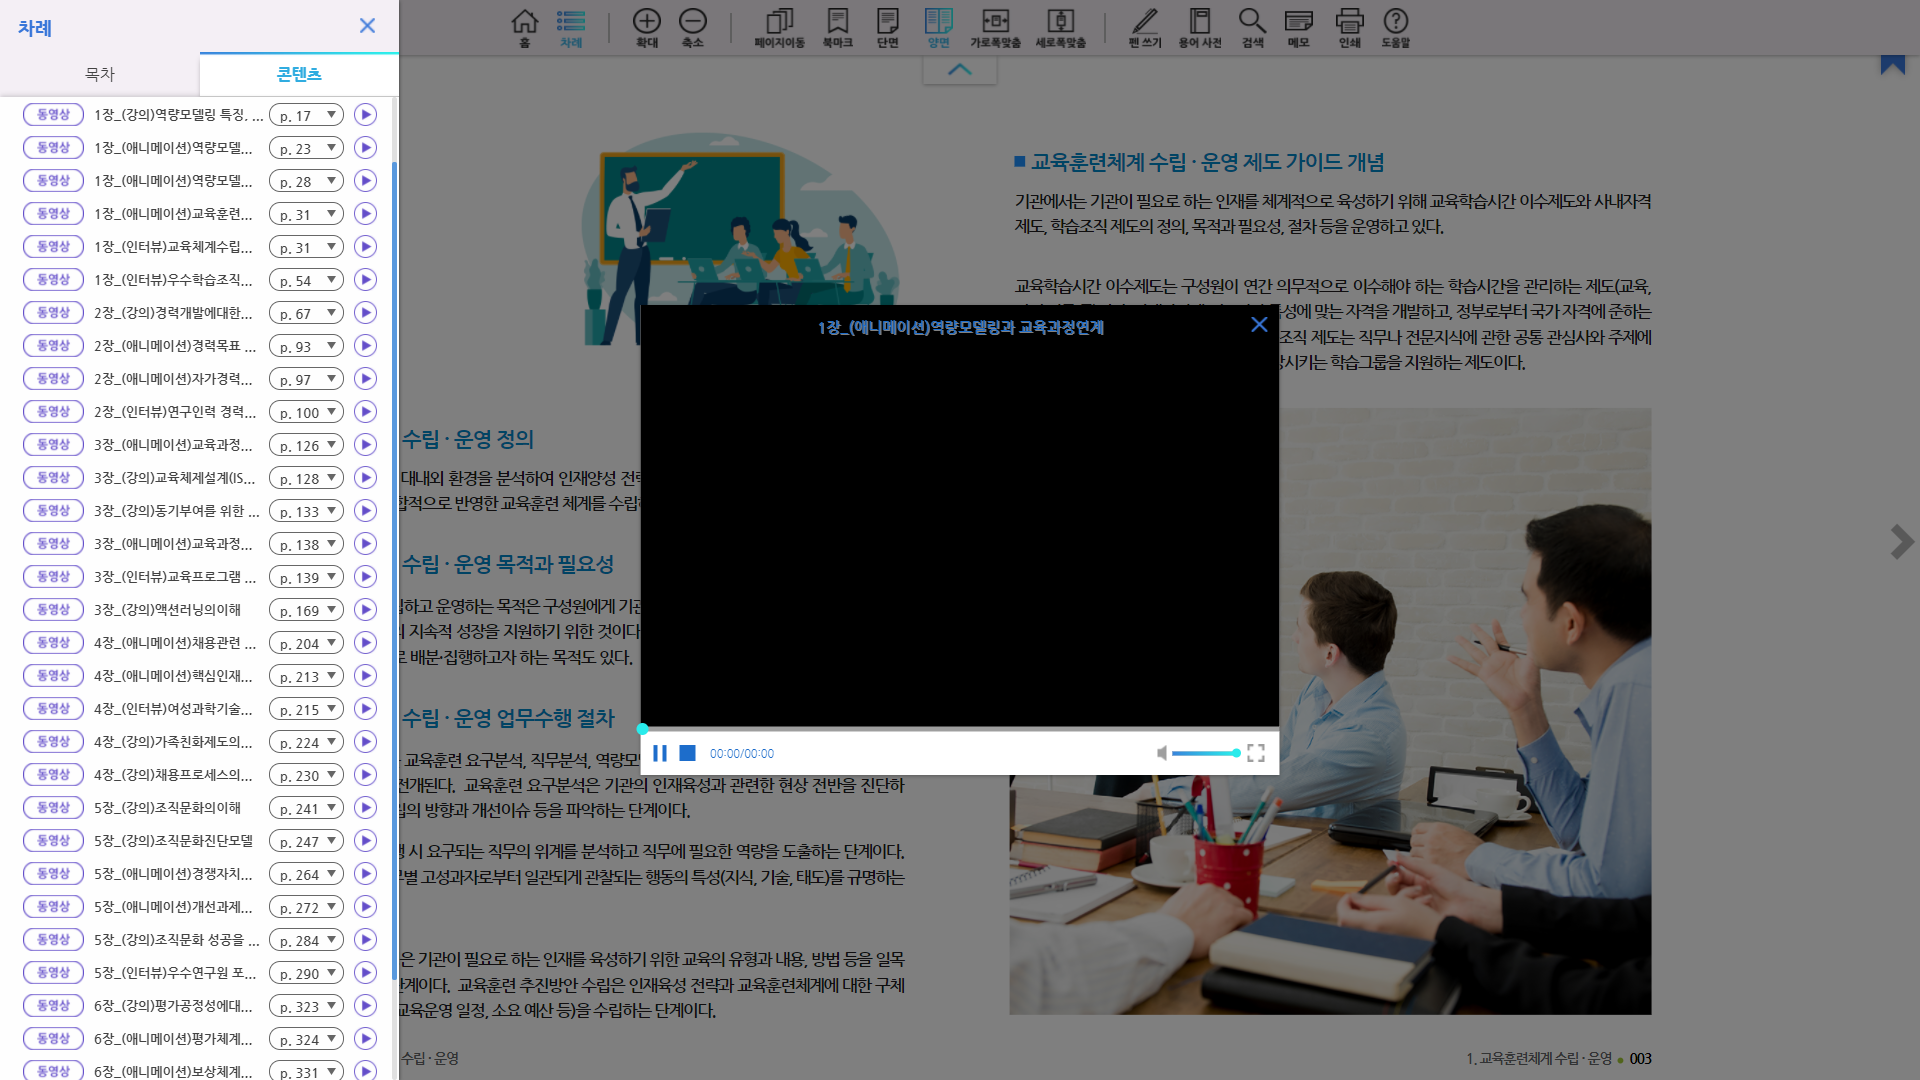 차례
목차
콘텐츠
동영상 1장_(강의)역량모델링 특징, ... p. 17
동영상 1장_(애니메이션)역량모델... p. 23
동영상 1장_(애니메이션)역량모델... p. 28
동영상 1장_(애니메이션)교육훈련... p. 31
동영상 1장_(인터뷰)교육체계수립... p. 31
동영상 1장_(인터뷰)우수학습조직... p. 54
동영상 2장_(강의)경력개발에대한... p. 67
동영상 2장_(애니메이션)경력목표 ... p. 93
동영상 2장_(애니메이션)자가경력... p. 97
동영상 2장_(인터뷰)연구인력 경력... p. 100
동영상 3장_(애니메이션)교육과정... p. 126
동영상 3장_(강의)교육체제설계(IS... p. 128
동영상 3장_(강의)동기부여를 위한 ... p. 133
동영상 3장_(애니메이션)교육과정... p. 138
동영상 3장_(인터뷰)교육프로그램 ... p. 139
동영상 3장_(강의)액션러닝의이해 p. 169
동영상 4장_(애니메이션)채용관련 ... p. 204
동영상 4장_(애니메이션)핵심인재... p. 213
동영상 4장_(인터뷰)여성과학기술... p. 215
동영상 4장_(강의)가족친화제도의... p. 224
동영상 4장_(강의)채용프로세스의... p. 230
동영상 5장_(강의)조직문화의이해 p. 241
동영상 5장_(강의)조직문화진단모델 p. 247
동영상 5장_(애니메이션)경쟁자치... p. 264
동영상 5장_(애니메이션)개선과제... p. 272
동영상 5장_(강의)조직문화 성공을 ... p. 284
동영상 5장_(인터뷰)우수연구원 포... p. 290
동영상 6장_(강의)평가공정성에대... p. 323
동영상 6장_(애니메이션)평가체계... p. 324
동영상 6장_(애니메이션)보상체계... p. 331
홈 차례 확대 축소 페이지이동 북마크 단면 양면 가로폭맞춤 세로폭맞춤 펜 쓰기 용어 사전 검색 메모 인쇄 도움말
수립 · 운영 정의
대내외 환경을 분석하여 인재양성 전
합적으로 반영한 교육훈련 체계를 수립
수립 · 운영 목적과 필요성
하고 운영하는 목적은 구성원에게 기
지속적 성장을 지원하기 위한 것이다
로 배분·집행하고자 하는 목적도 있다.
수립 · 운영 업무수행 절차
교육훈련 요구분석, 직무분석, 역량모
전개된다. 교육훈련 요구분석은 기관의 인재육성과 관련한 현상 전반을 진단하
립의 방향과 개선이슈 등을 파악하는 단계이다.
시 요구되는 직무의 위계를 분석하고 직무에 필요한 역량을 도출하는 단계이다.
별 고성과자로부터 일관되게 관찰되는 행동의 특성(지식, 기술, 태도)를 규명하는
은 기관이 필요로 하는 인재를 육성하기 위한 교육의 유형과 내용, 방법 등을 일목
단계이다. 교육훈련 추진방안 수립은 인재육성 전략과 교육훈련체계에 대한 구체
교육운영 일정, 소요 예산 등)을 수립하는 단계이다.
수립 · 운영
1장_(애니메이션)역량모델링과 교육과정연계
00:00/00:00
교육훈련체계 수립 · 운영 제도 가이드 개념
기관에서는 기관이 필요로 하는 인재를 체계적으로 육성하기 위해 교육학습시간 이수제도와 사내자격
제도, 학습조직 제도의 정의, 목적과 필요성, 절차 등을 운영하고 있다.
교육학습시간 이수제도는 구성원이 연간 의무적으로 이수해야 하는 학습시간을 관리하는 제도(교육,
특성에 맞는 자격을 개발하고, 정부로부터 국가 자격에 준하는
조직 제도는 직무나 전문지식에 관한 공통 관심사와 주제에
상시키는 학습그룹을 지원하는 제도이다.
1. 교육훈련체계 수립 · 운영 ● 003